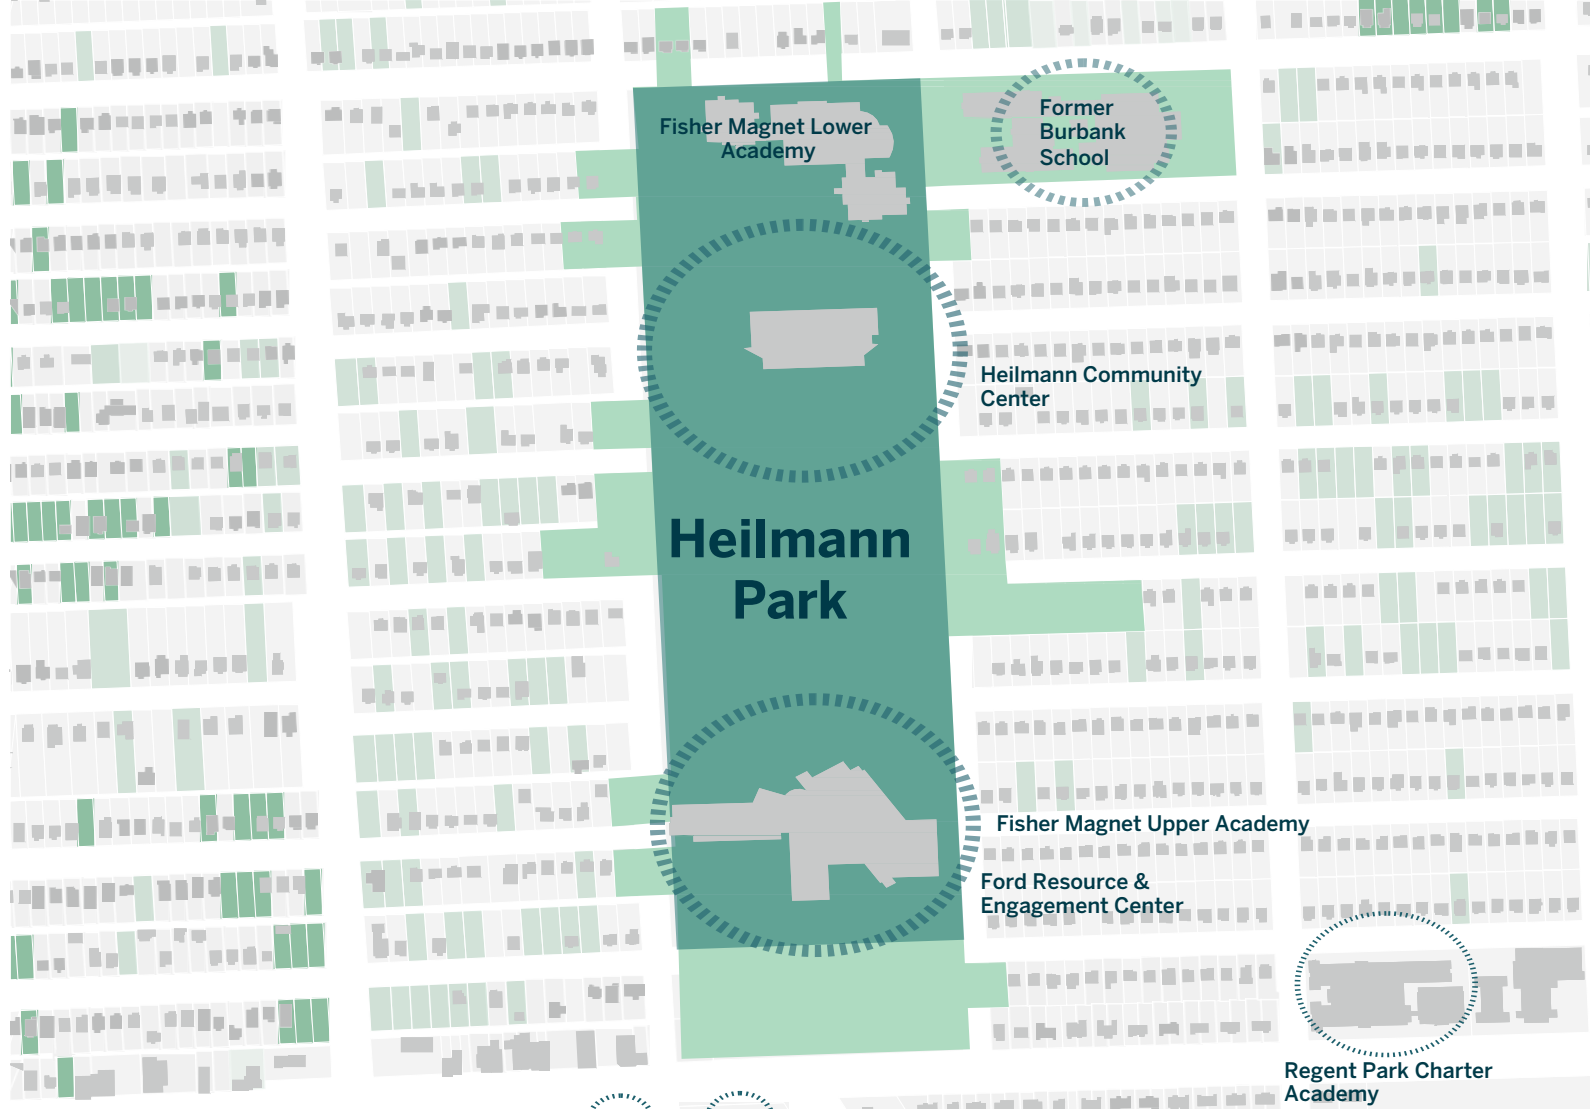 Fisher Magnet Lower
Academy
Former
Burbank
School
Heilmann Community
Center
Heilmann
Park
Fisher Magnet Upper Academy
Ford Resource &
Engagement Center
Regent Park Charter
Academy